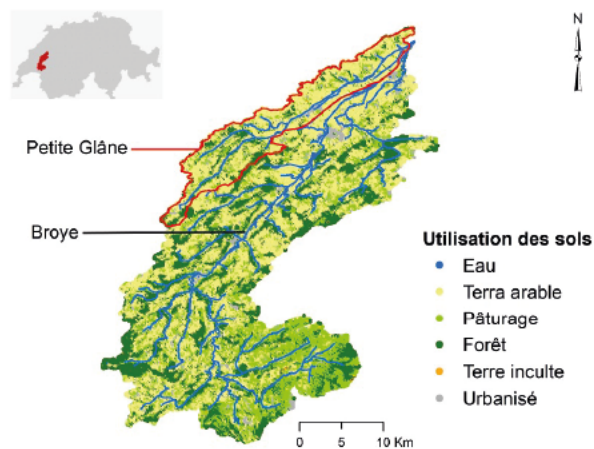 N
Petite Glâne
Broye
Utilisation des sols
Eau
Terra arable
Pâturage
Forêt
Terre inculte
Urbanisé
0 5 10 Km